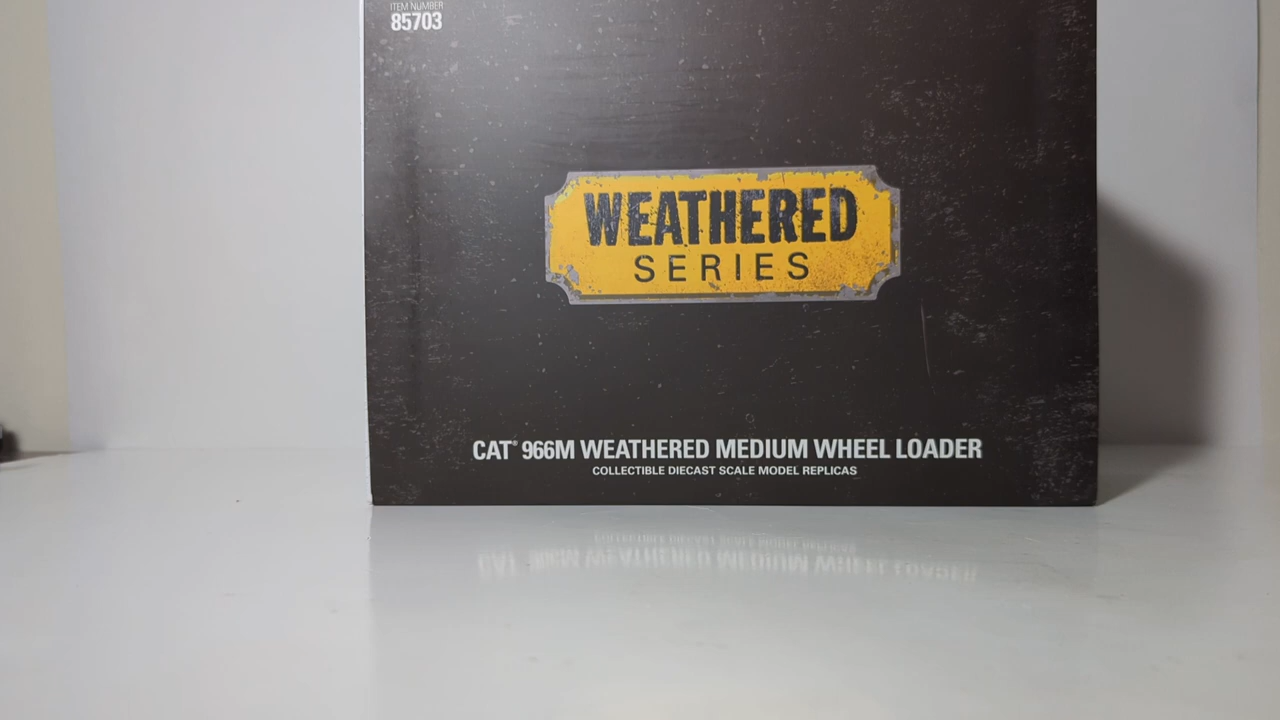 ITEM NUMBER
85703
WEATHERED
SERIES
CAT® 966M WEATHERED MEDIUM WHEEL LOADER
COLLECTIBLE DIECAST SCALE MODEL REPLICAS